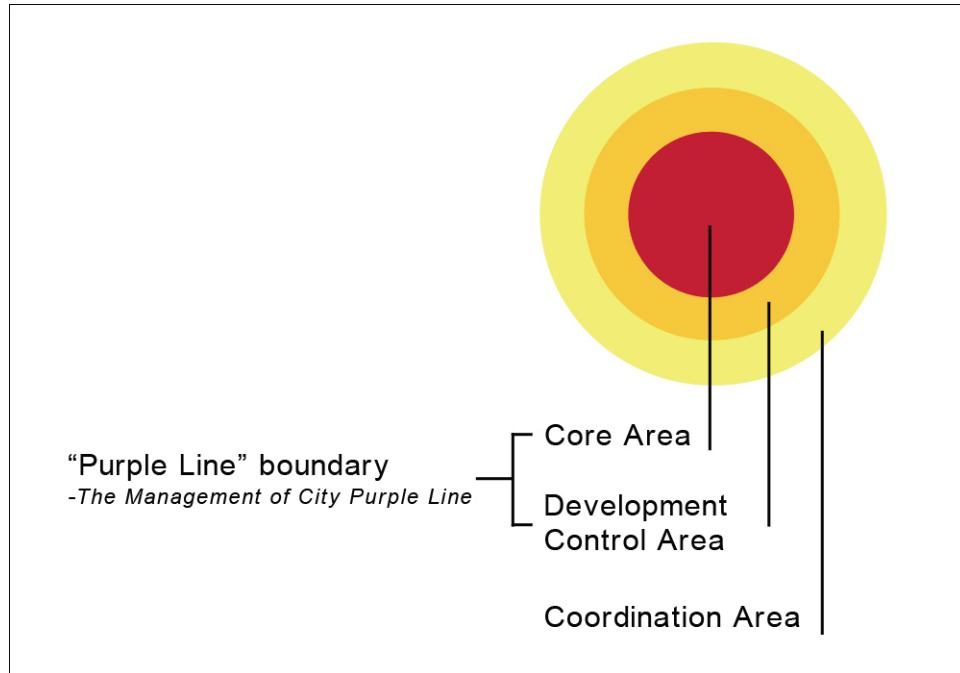 “Purple Line” boundary
-The Management of City Purple Line
Core Area
Development
Control Area
Coordination Area